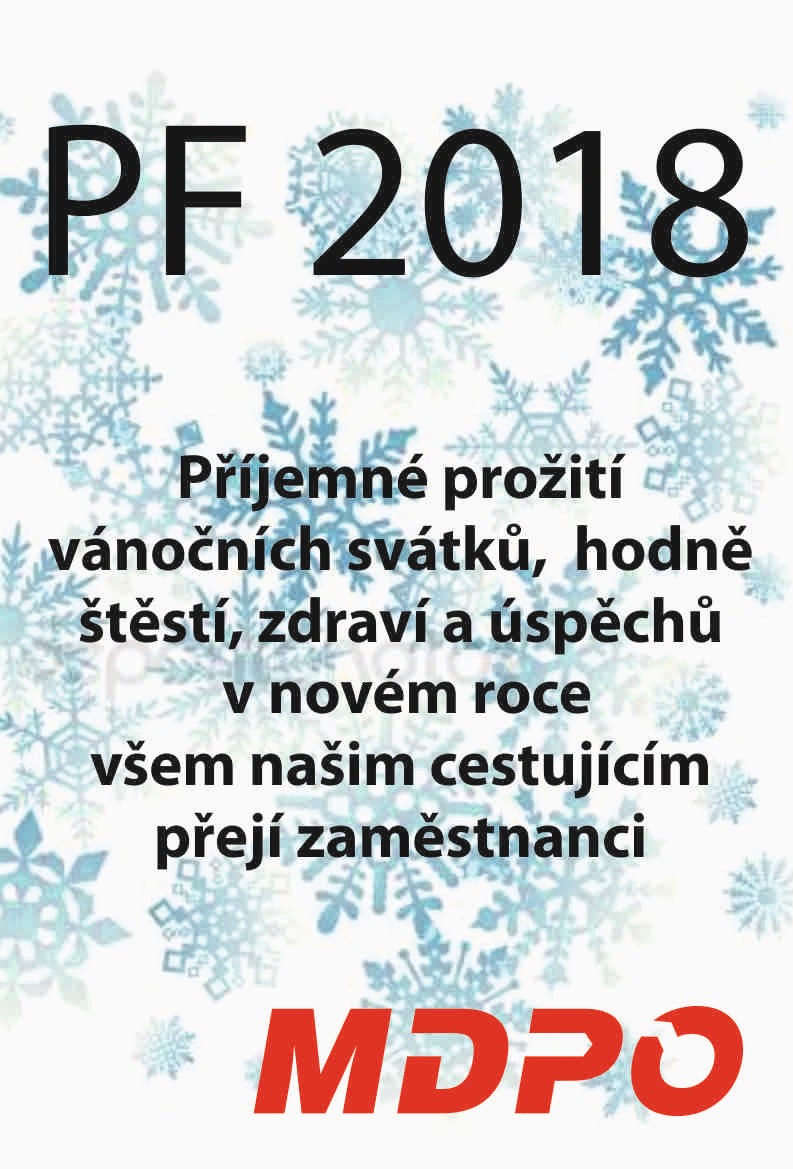 PF 2018
Příjemné prožití
vánočních svátků, hodně
štěstí, zdraví a úspěchů
v novém roce
všem našim cestujícím
přejí zaměstnanci
MDPO